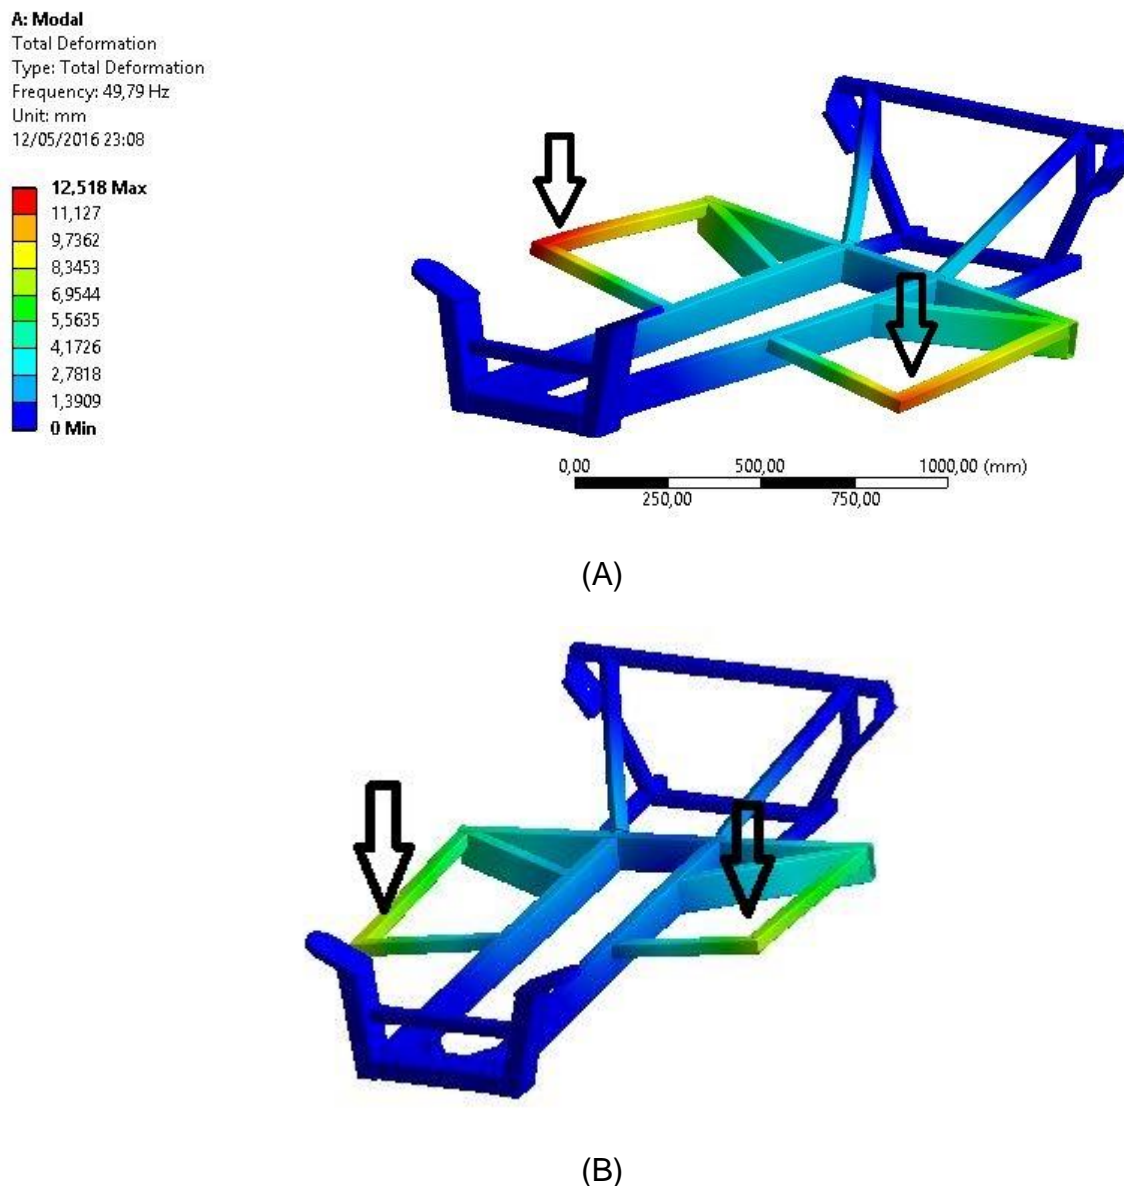 A: Modal
Total Deformation
Type: Total Deformation
Frequency: 49,79 Hz
Unit: mm
12/05/2016 23:08
12,518 Max
11,127
9,7362
8,3453
6,9544
5,5635
4,1726
2,7818
1,3909
0 Min
0,00 500,00 1000,00 (mm)
250,00 750,00
(A)
(B)